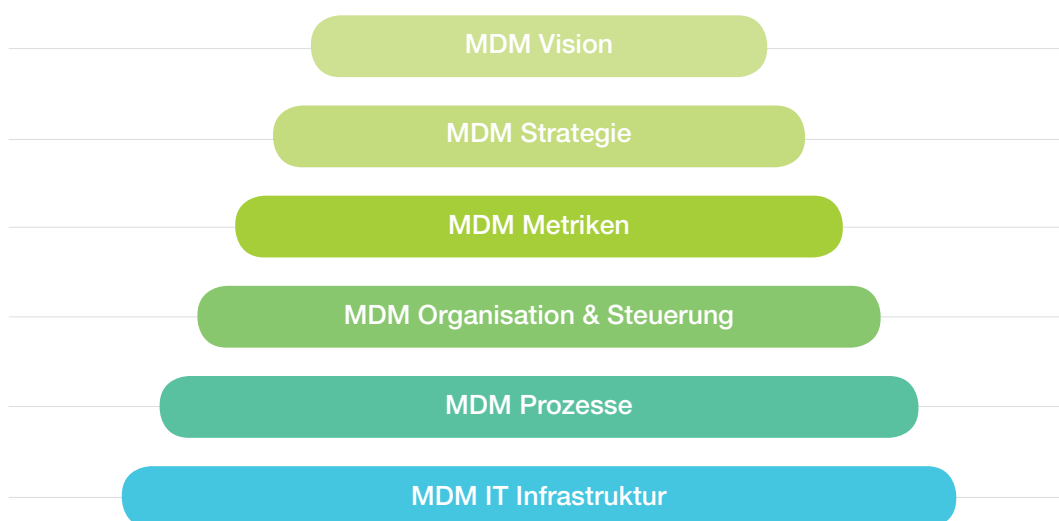 MDM Vision
MDM Strategie
MDM Metriken
MDM Organisation & Steuerung
MDM Prozesse
MDM IT Infrastruktur